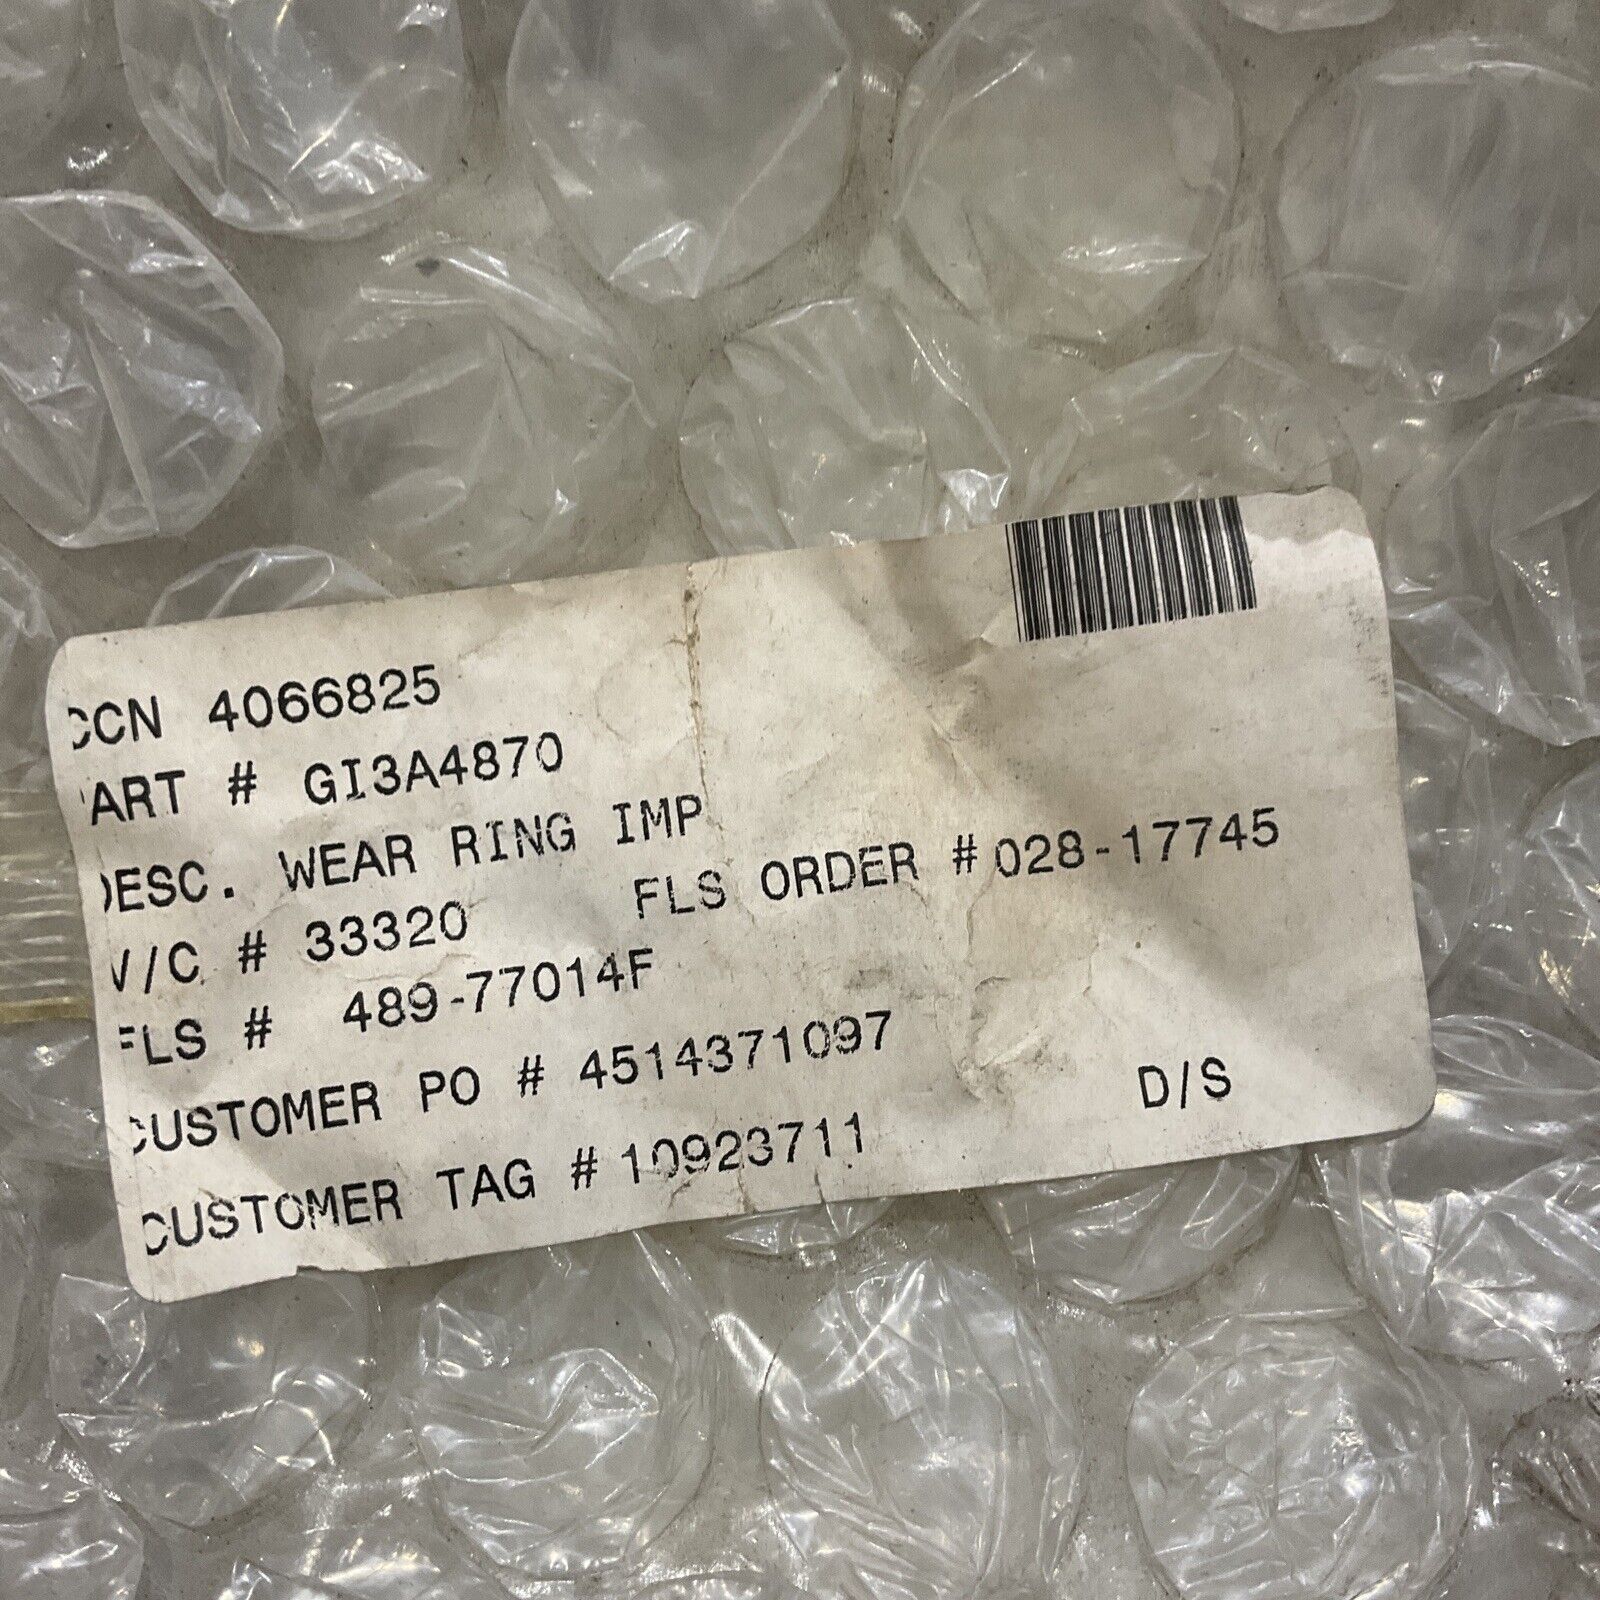 CCN 4066825
PART # GI3A4870
DESC. WEAR RING IMP
V/C # 33320 FLS ORDER # 028-17745
FLS # 489-77014F
CUSTOMER PO # 4514371097
CUSTOMER TAG # 10923711 D/S